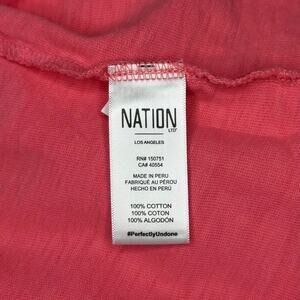 NATION
LTD
LOS ANGELES
RN# 150751
CA# 40554
MADE IN PERU
FABRIQUÉ AU PÉROU
HECHO EN PERÚ
100% COTTON
100% COTON
100% ALGODÓN
#PerfectlyUndone